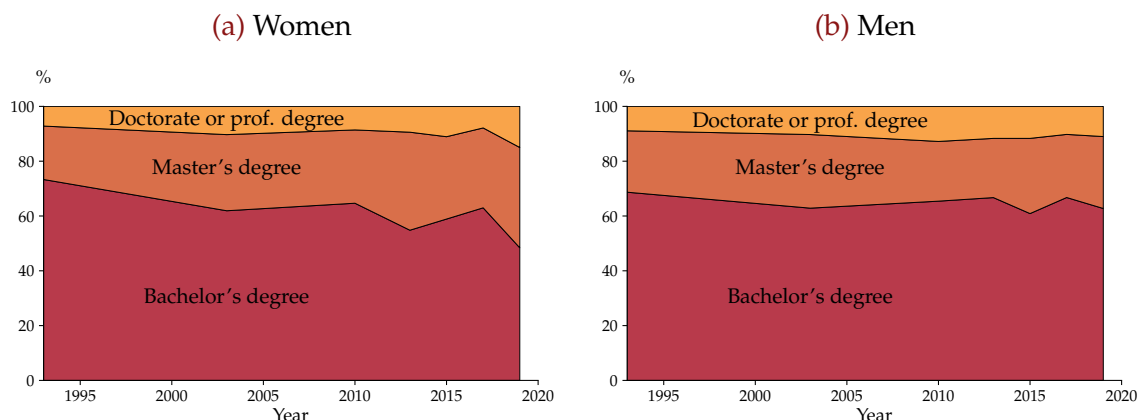 (a) Women
%
100
80
60
40
20
0
Doctorate or prof. degree
Master's degree
Bachelor's degree
1995 2000 2005 2010 2015 2020
Year
(b) Men
%
100
80
60
40
20
0
Doctorate or prof. degree
Master's degree
Bachelor's degree
1995 2000 2005 2010 2015 2020
Year